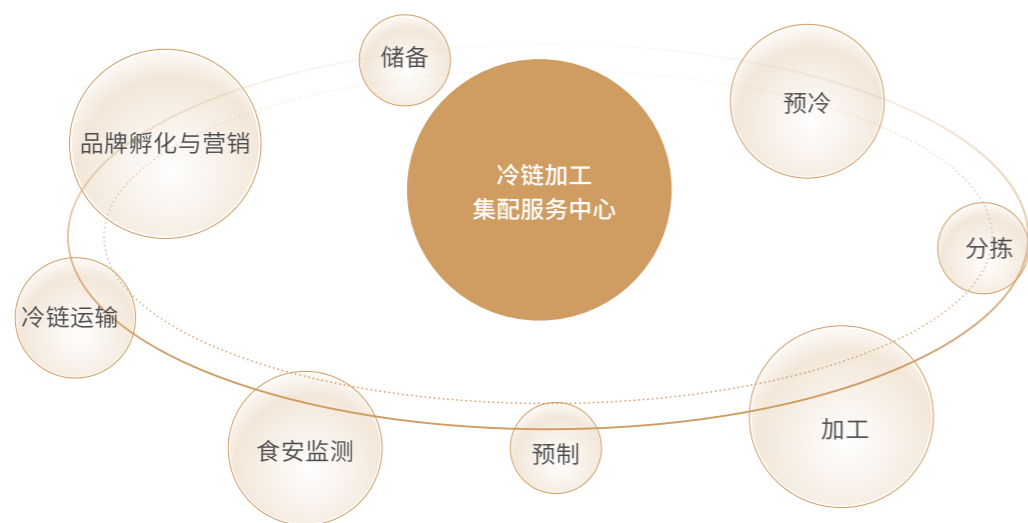 储备
预冷
品牌孵化与营销
冷链加工
集配服务中心
分拣
冷链运输
加工
食安监测
预制